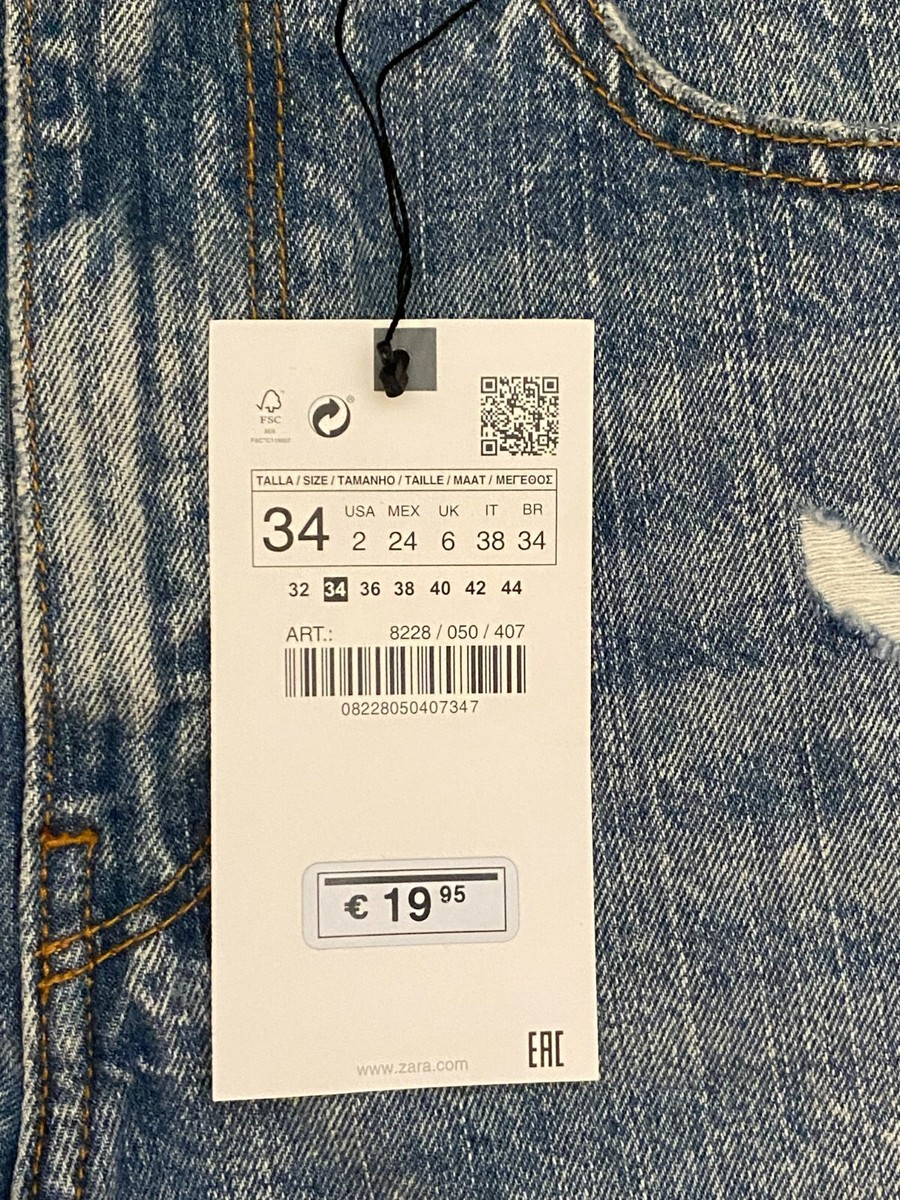 FSC
®
TALLA / SIZE / TAMANHO / TAILLE / MAAT / ΜΕΓΕΘΟΣ
34
USA MEX UK IT BR
2 24 6 38 34
32 34 36 38 40 42 44
ART.: 8228 / 050 / 407
08228050407347
€ 19 95
EAC
www.zara.com